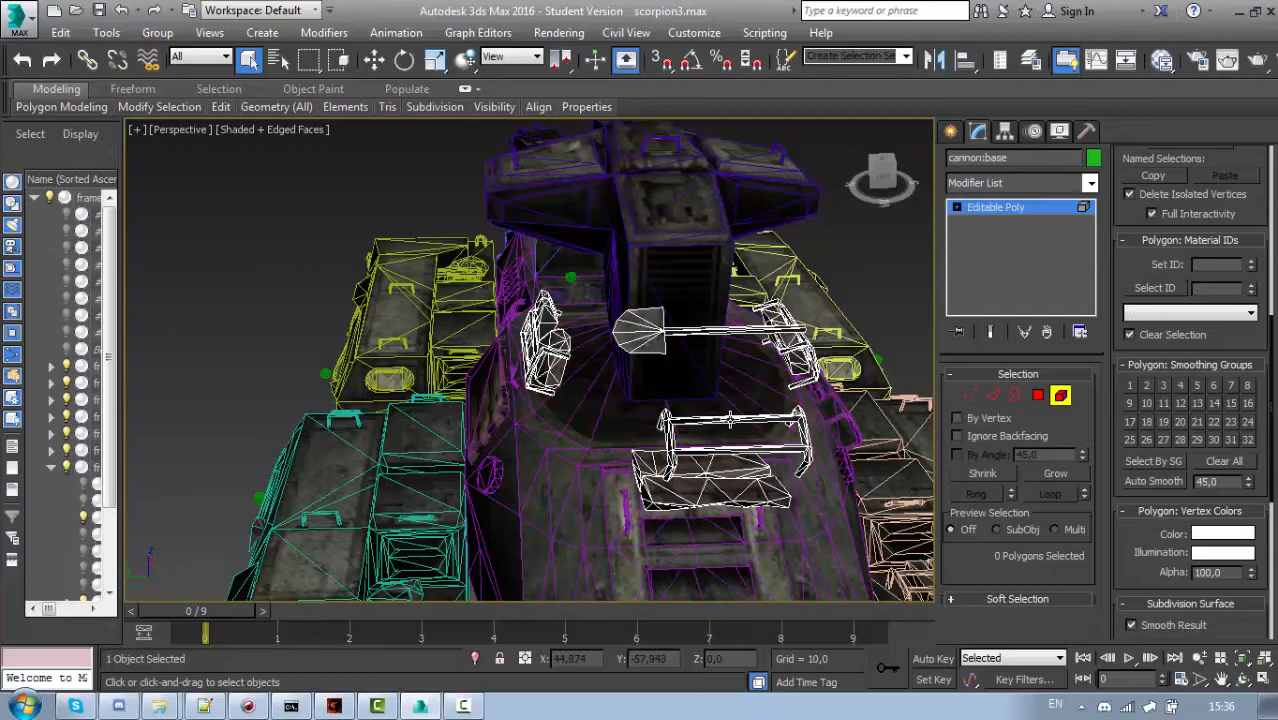 MAX
Workspace: Default
Autodesk 3ds Max 2016 - Student Version scorpion3.max
Type a keyword or phrase
Sign In
Edit Tools Group Views Create Modifiers Animation Graph Editors Rendering Civil View Customize Scripting Help
All
View
Create Selection Se
Modeling Freeform Selection Object Paint Populate
Polygon Modeling Modify Selection Edit Geometry (All) Elements Tris Subdivision Visibility Align Properties
Select Display
Name (Sorted Ascen
frame
fr
fr
fr
[+] [Perspective ] [Shaded + Edged Faces ]
cannon:base
Modifier List
Editable Poly
Selection
By Vertex
Ignore Backfacing
By Angle: 45,0
Shrink Grow
Ring Loop
Preview Selection
Off SubObj Multi
0 Polygons Selected
Soft Selection
Named Selections:
Copy Paste
Delete Isolated Vertices
Full Interactivity
Polygon: Material IDs
Set ID:
Select ID
Clear Selection
Polygon: Smoothing Groups
1 2 3 4 5 6 7 8
9 10 11 12 13 14 15 16
17 18 19 20 21 22 23 24
25 26 27 28 29 30 31 32
Select By SG Clear All
Auto Smooth 45,0
Polygon: Vertex Colors
Color:
Illumination:
Alpha: 100,0
Subdivision Surface
Smooth Result
0 / 9
0 1 2 3 4 5 6 7 8 9
1 Object Selected
X: 44,874 Y: -57,943 Z: 0,0 Grid = 10,0
Auto Key Selected
Welcome to M
Click or click-and-drag to select objects
Add Time Tag
Set Key Key Filters...
0
EN
15:36